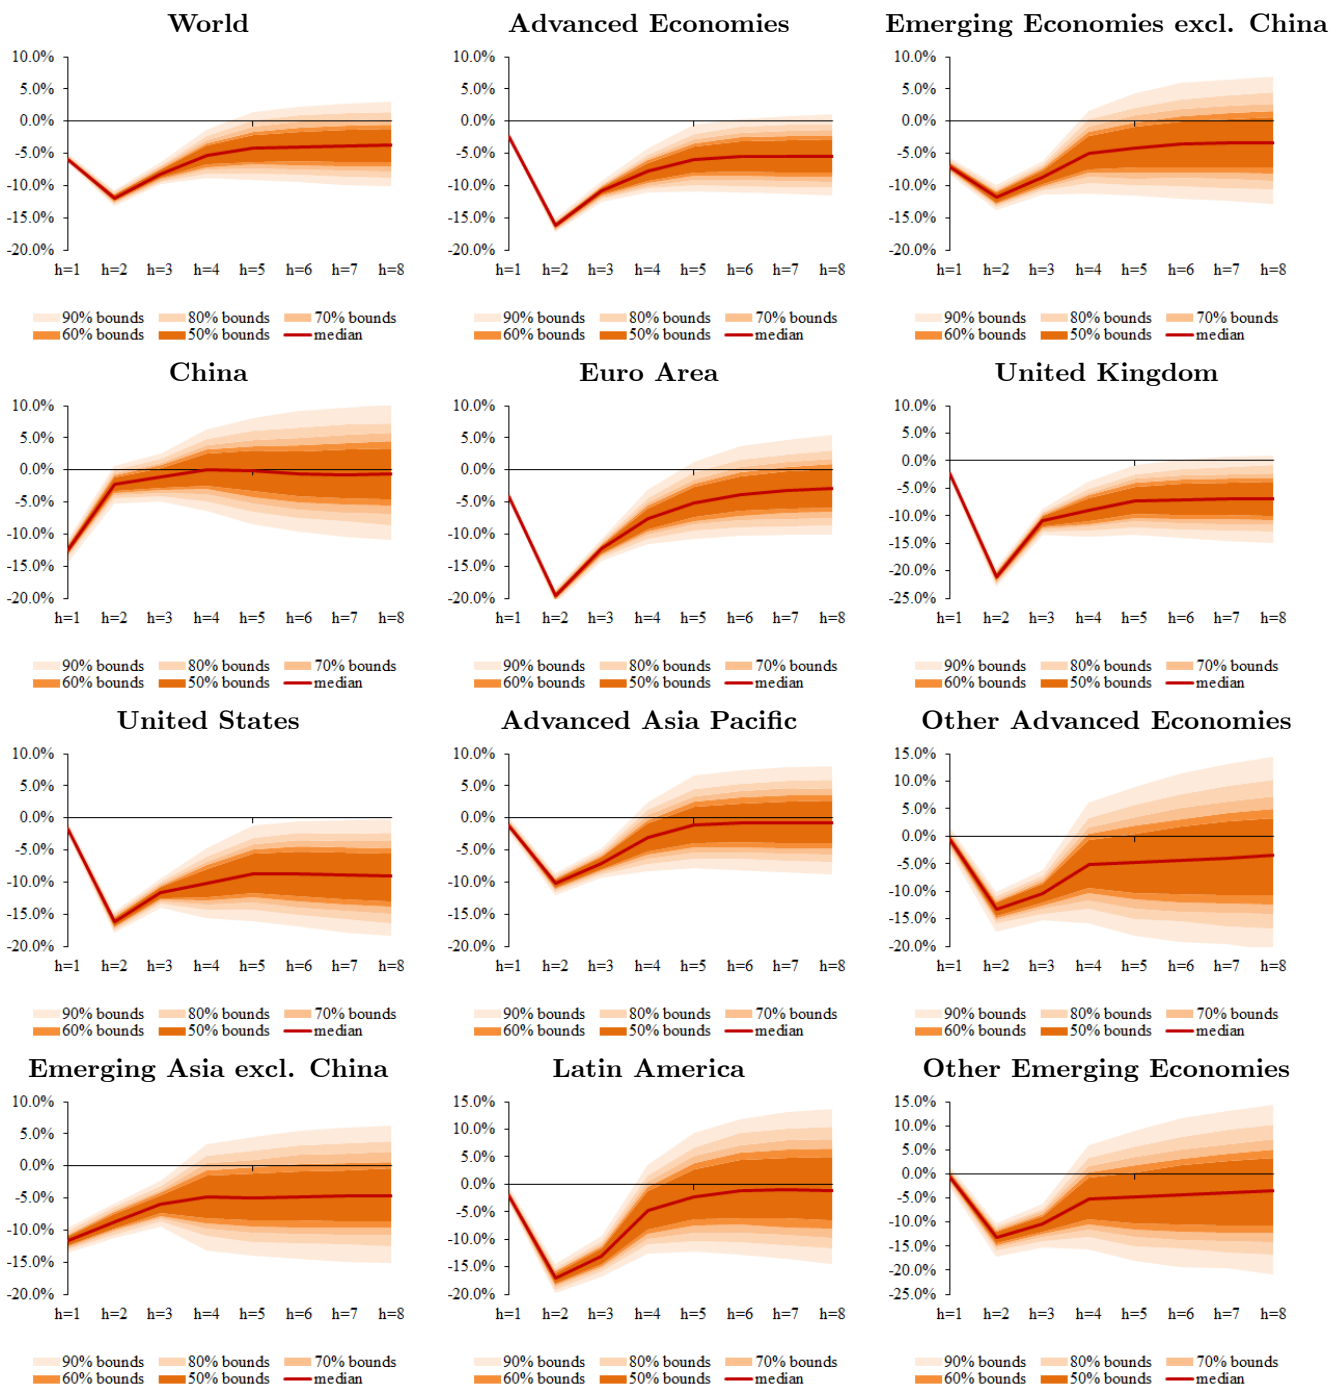 World Advanced Economies Emerging Economies excl. China
10.0% 10.0% 10.0%
5.0% 5.0% 5.0%
0.0% 0.0% 0.0%
-5.0% -5.0% -5.0%
-10.0% -10.0% -10.0%
-15.0% -15.0% -15.0%
-20.0% -20.0% -20.0%
h=1 h=2 h=3 h=4 h=5 h=6 h=7 h=8 h=1 h=2 h=3 h=4 h=5 h=6 h=7 h=8 h=1 h=2 h=3 h=4 h=5 h=6 h=7 h=8
90% bounds 80% bounds 70% bounds 90% bounds 80% bounds 70% bounds 90% bounds 80% bounds 70% bounds
60% bounds 50% bounds median 60% bounds 50% bounds median 60% bounds 50% bounds median
China Euro Area United Kingdom
10.0% 10.0% 10.0%
5.0% 5.0% 5.0%
0.0% 0.0% 0.0%
-5.0% -5.0% -5.0%
-10.0% -10.0% -10.0%
-15.0% -15.0% -15.0%
-20.0% -20.0% -20.0%
-25.0%
h=1 h=2 h=3 h=4 h=5 h=6 h=7 h=8 h=1 h=2 h=3 h=4 h=5 h=6 h=7 h=8 h=1 h=2 h=3 h=4 h=5 h=6 h=7 h=8
90% bounds 80% bounds 70% bounds 90% bounds 80% bounds 70% bounds 90% bounds 80% bounds 70% bounds
60% bounds 50% bounds median 60% bounds 50% bounds median 60% bounds 50% bounds median
United States Advanced Asia Pacific Other Advanced Economies
10.0% 10.0% 15.0%
5.0% 5.0% 10.0%
0.0% 0.0% 5.0%
-5.0% -5.0% 0.0%
-10.0% -10.0% -5.0%
-15.0% -15.0% -10.0%
-20.0% -20.0% -15.0%
-20.0%
h=1 h=2 h=3 h=4 h=5 h=6 h=7 h=8 h=1 h=2 h=3 h=4 h=5 h=6 h=7 h=8 h=1 h=2 h=3 h=4 h=5 h=6 h=7 h=8
90% bounds 80% bounds 70% bounds 90% bounds 80% bounds 70% bounds 90% bounds 80% bounds 70% bounds
60% bounds 50% bounds median 60% bounds 50% bounds median 60% bounds 50% bounds median
Emerging Asia excl. China Latin America Other Emerging Economies
10.0% 15.0% 15.0%
5.0% 10.0% 10.0%
0.0% 5.0% 5.0%
-5.0% 0.0% 0.0%
-10.0% -5.0% -5.0%
-15.0% -10.0% -10.0%
-20.0% -15.0% -15.0%
-20.0% -20.0%
-25.0%
h=1 h=2 h=3 h=4 h=5 h=6 h=7 h=8 h=1 h=2 h=3 h=4 h=5 h=6 h=7 h=8 h=1 h=2 h=3 h=4 h=5 h=6 h=7 h=8
90% bounds 80% bounds 70% bounds 90% bounds 80% bounds 70% bounds 90% bounds 80% bounds 70% bounds
60% bounds 50% bounds median 60% bounds 50% bounds median 60% bounds 50% bounds median